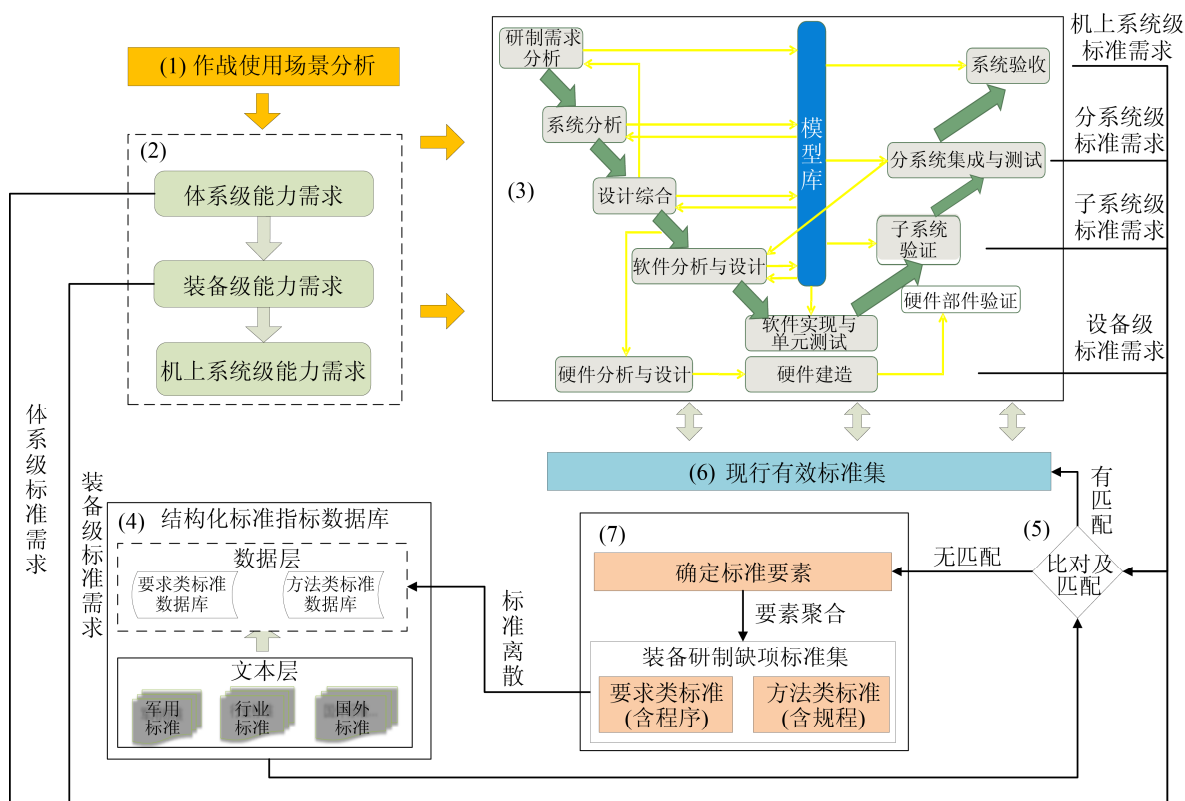 (1) 作战使用场景分析
(2)
体系级能力需求
装备级能力需求
机上系统级能力需求
(3)
研制需求
分析
系统分析
设计综合
软件分析与设计
软件实现与
单元测试
硬件分析与设计
硬件建造
硬件部件验证
子系统
验证
分系统集成与测试
系统验收
模型库
机上系统级
标准需求
分系统级
标准需求
子系统级
标准需求
设备级
标准需求
体系级标准需求
装备级标准需求
(4) 结构化标准指标数据库
数据层
要求类标准
数据库
方法类标准
数据库
文本层
军用
标准
行业
标准
国外
标准
标准离散
(5)
比对及
匹配
有匹配
无匹配
(6) 现行有效标准集
(7)
确定标准要素
要素聚合
装备研制缺项标准集
要求类标准
(含程序)
方法类标准
(含规程)